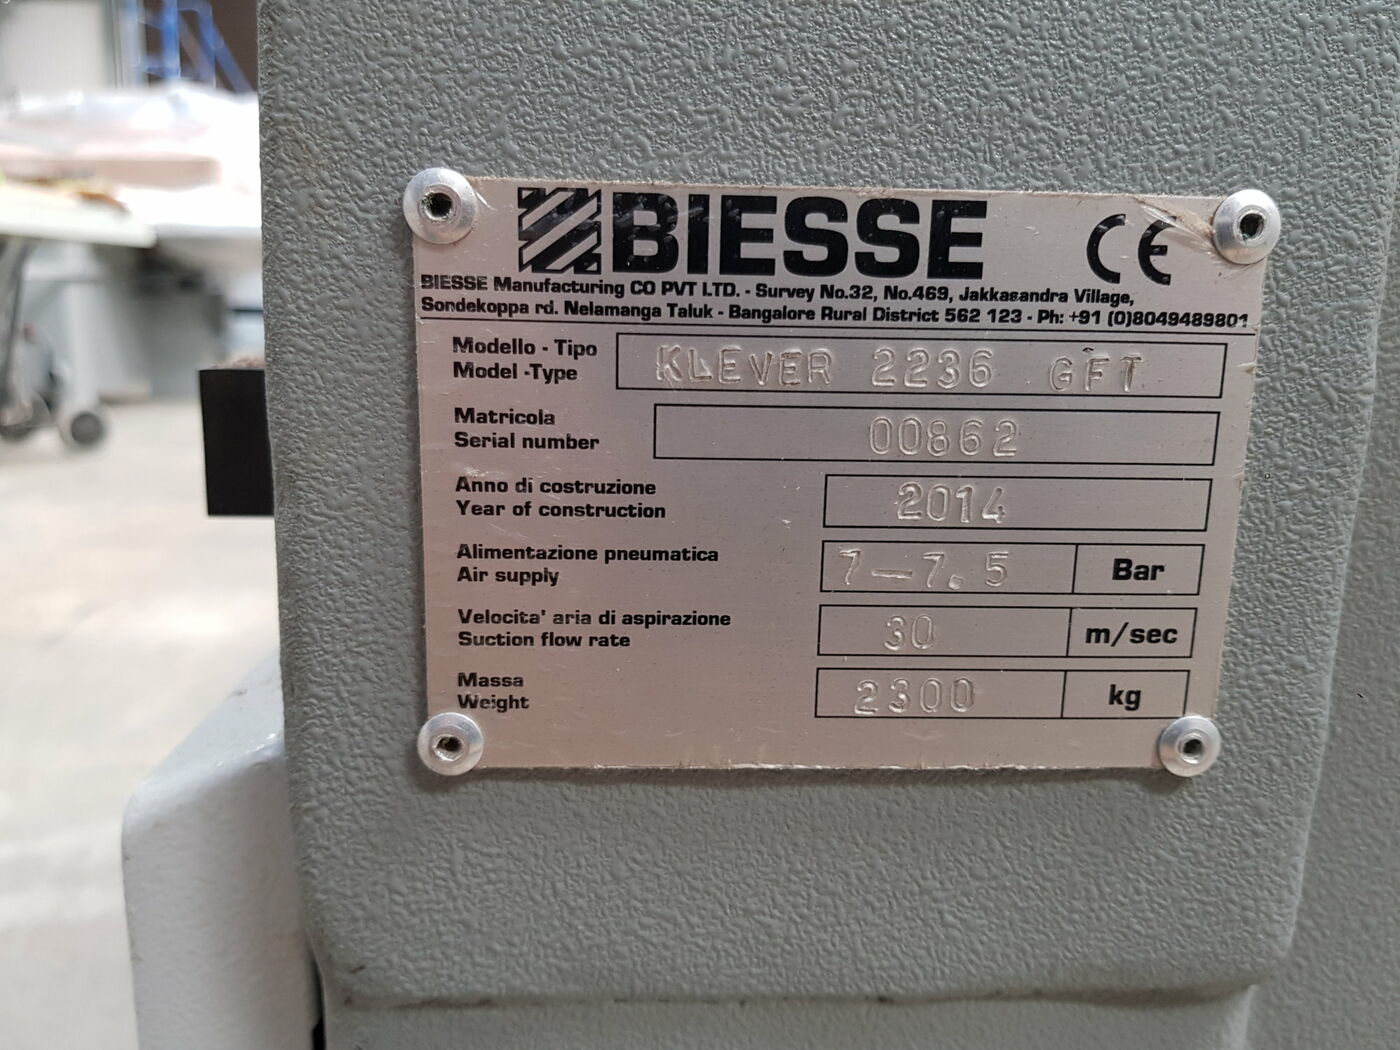 BIESSE CE
BIESSE Manufacturing CO PVT LTD. - Survey No.32, No.469, Jakkasandra Village,
Sondekoppa rd. Nelamanga Taluk - Bangalore Rural District 562 123 - Ph: +91 (0)8049489801
Modello - Tipo
Model -Type
KLEVER 2236 GFT
Matricola
Serial number
00862
Anno di costruzione
Year of construction
2014
Alimentazione pneumatica
Air supply
7-7.5 Bar
Velocita' aria di aspirazione
Suction flow rate
30 m/sec
Massa
Weight
2300 kg